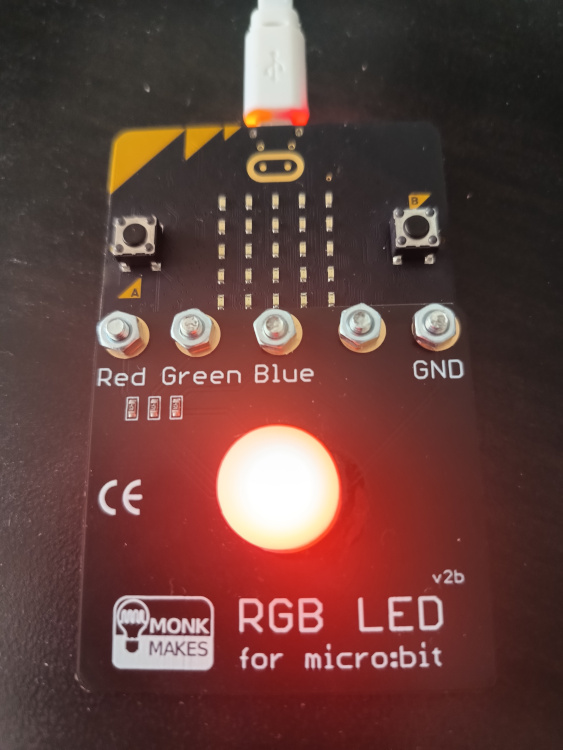 B
A
Red Green Blue GND
CE
v2b
MONK
MAKES
RGB LED
for micro:bit